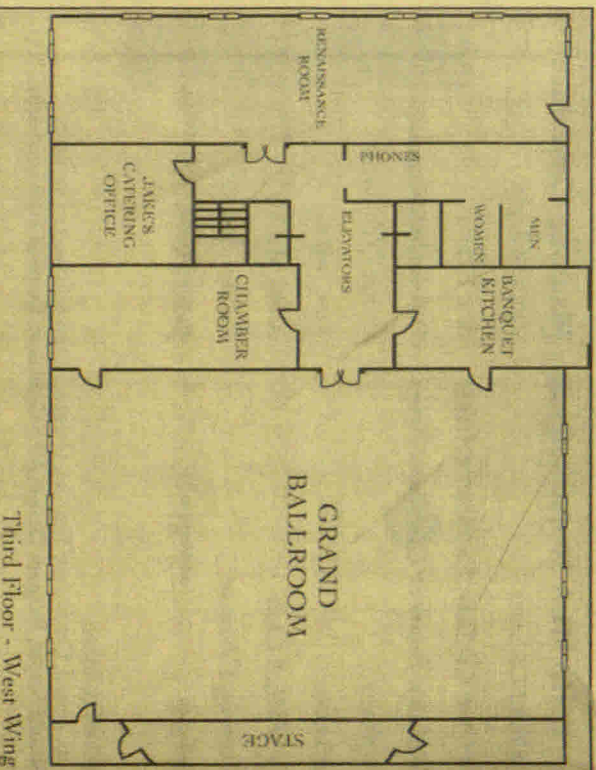 RENAISSANCE
ROOM
PHONES
MEN
WOMEN
JAKE'S
CATERING
OFFICE
ELEVATORS
BANQUET
KITCHEN
CHAMBER
ROOM
GRAND
BALLROOM
STAGE
Third Floor - West Wing